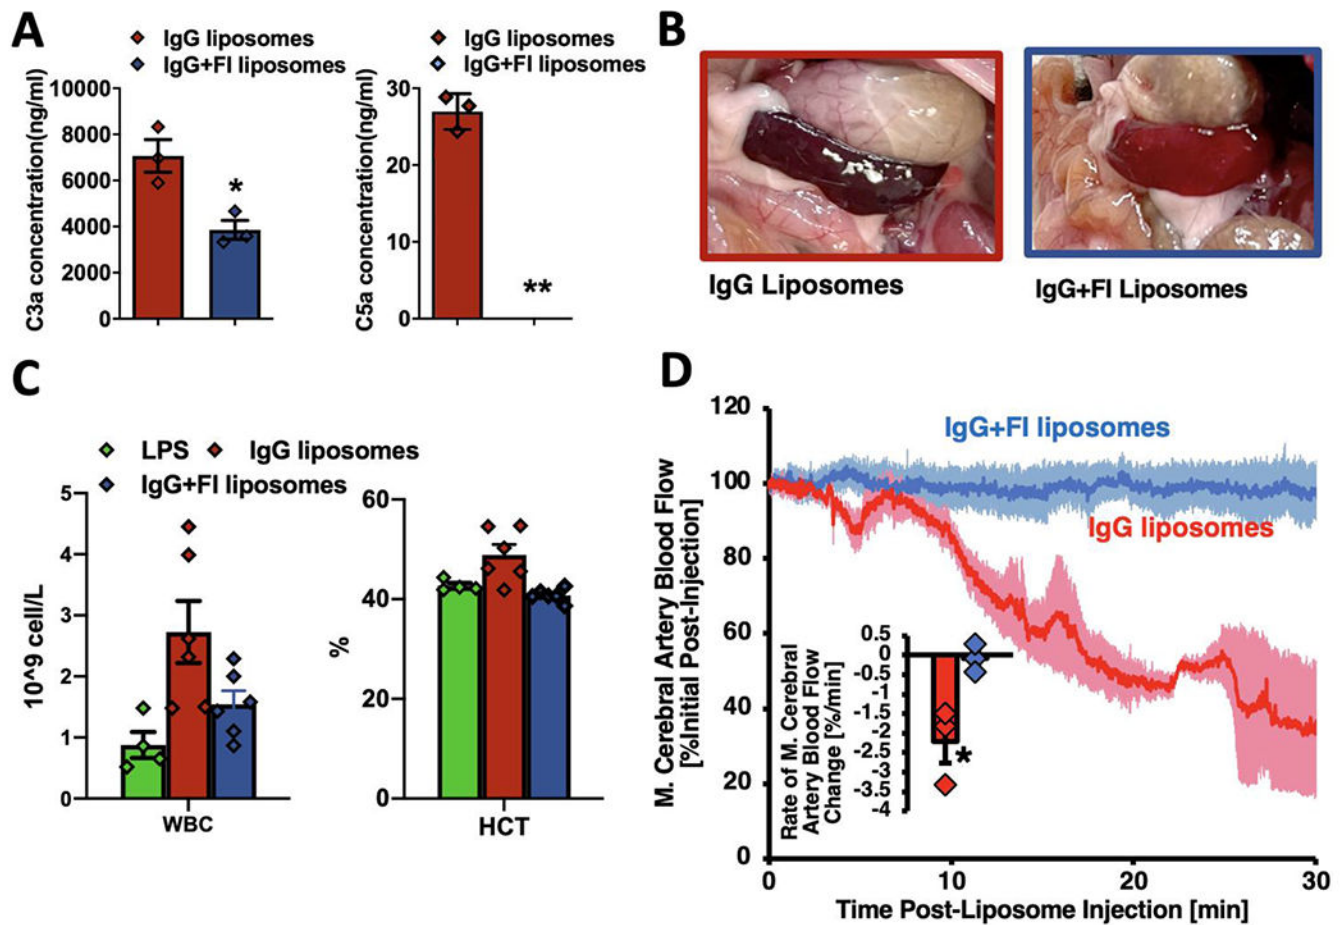 A
IgG liposomes
IgG+FI liposomes
C3a concentration(ng/ml)
10000
8000
6000
4000
2000
0
*
IgG liposomes
IgG+FI liposomes
C5a concentration(ng/ml)
30
20
10
0
**
B
IgG Liposomes
IgG+FI Liposomes
C
LPS
IgG liposomes
IgG+FI liposomes
10^9 cell/L
5
4
3
2
1
0
WBC
%
60
40
20
0
HCT
D
M. Cerebral Artery Blood Flow
[%Initial Post-Injection]
120
100
80
60
40
20
0
IgG+FI liposomes
IgG liposomes
Rate of M. Cerebral
Artery Blood Flow
Change [%/min]
0.5
0
-0.5
-1
-1.5
-2
-2.5
-3
-3.5
-4
*
0
10
20
30
Time Post-Liposome Injection [min]